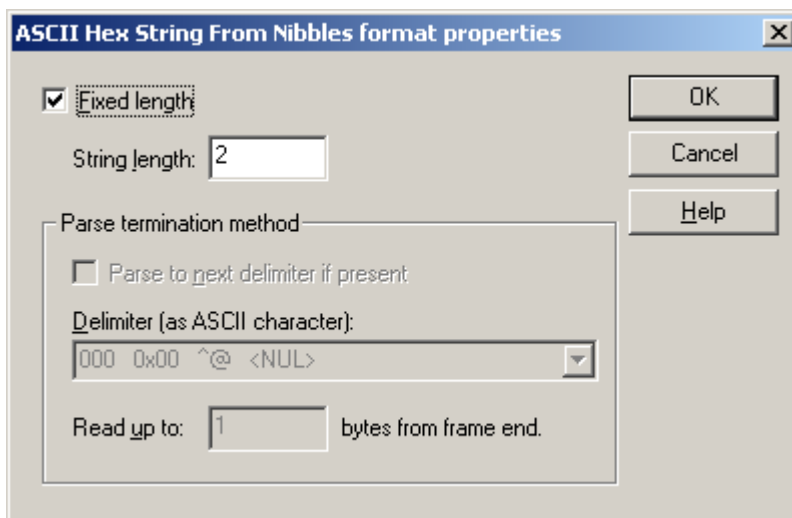 ASCII Hex String From Nibbles format properties
Fixed length
OK
String length: 2
Cancel
Help
Parse termination method
Parse to next delimiter if present
Delimiter (as ASCII character):
000 0x00 ^@ <NUL>
Read up to: 1 bytes from frame end.